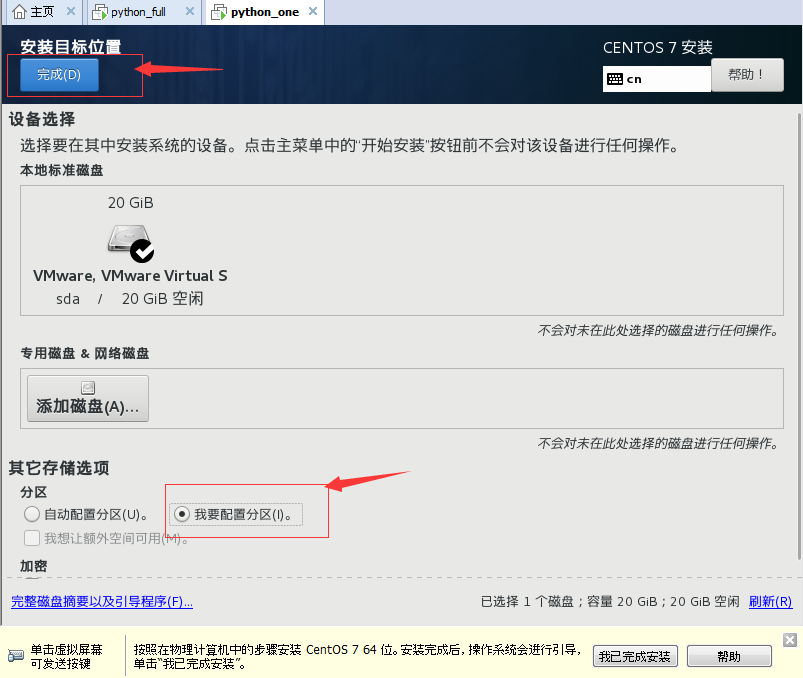 主页
python_full
python_one
安装目标位置
完成(D)
CENTOS 7 安装
cn
帮助！
设备选择
选择要在其中安装系统的设备。点击主菜单中的“开始安装”按钮前不会对该设备进行任何操作。
本地标准磁盘
20 GiB
VMware, VMware Virtual S
sda / 20 GiB 空闲
不会对未在此处选择的磁盘进行任何操作。
专用磁盘 & 网络磁盘
添加磁盘(A)...
不会对未在此处选择的磁盘进行任何操作。
其它存储选项
分区
自动配置分区(U)。
我要配置分区(I)。
我想让额外空间可用(M)。
加密
完整磁盘摘要以及引导程序(F)...
已选择 1 个磁盘；容量 20 GiB；20 GiB 空闲
刷新(R)
单击虚拟屏幕
可发送按键
按照在物理计算机中的步骤安装 CentOS 7 64 位。安装完成后，操作系统会进行引导，
单击“我已完成安装”。
我已完成安装
帮助